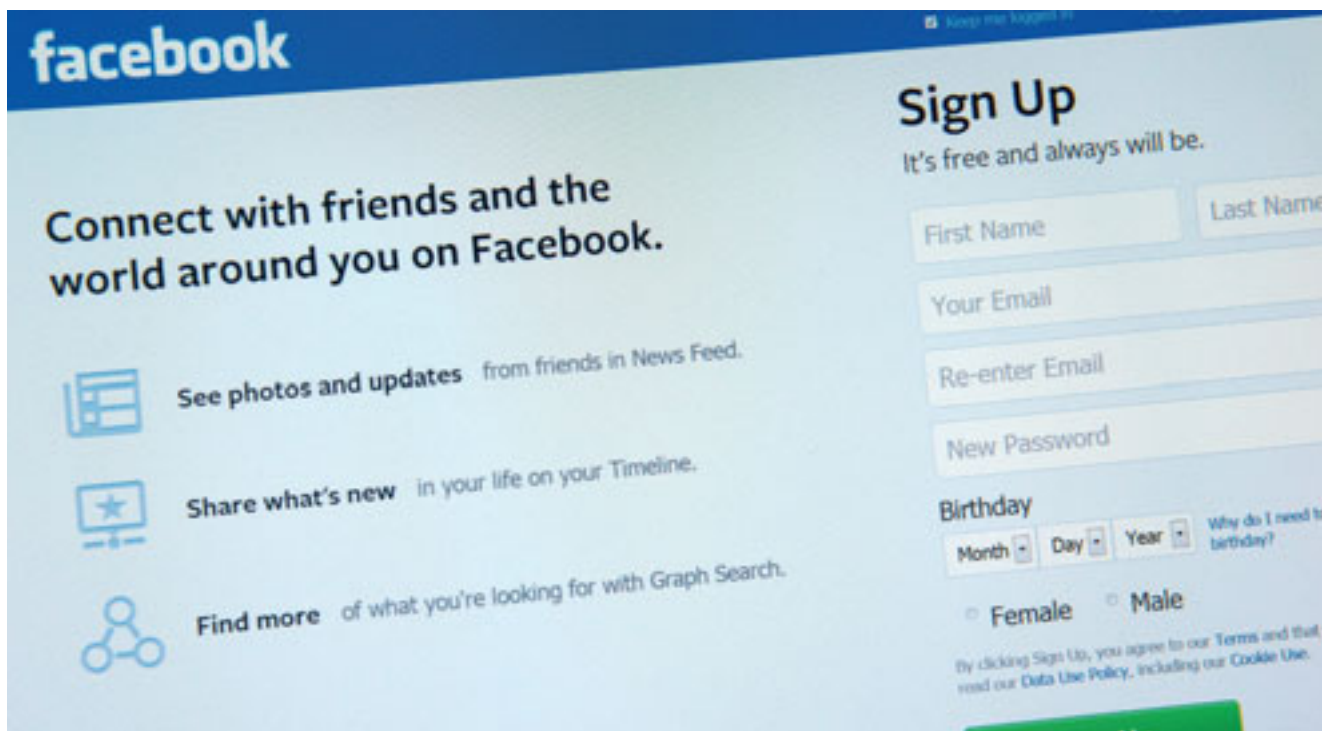 facebook
Keep me logged in
Connect with friends and the
world around you on Facebook.
See photos and updates from friends in News Feed.
Share what's new in your life on your Timeline.
Find more of what you're looking for with Graph Search.
Sign Up
It's free and always will be.
First Name Last Name
Your Email
Re-enter Email
New Password
Birthday
Month Day Year
Why do I need to
birthday?
Female Male
By clicking Sign Up, you agree to our Terms and that
read our Data Use Policy, including our Cookie Use.